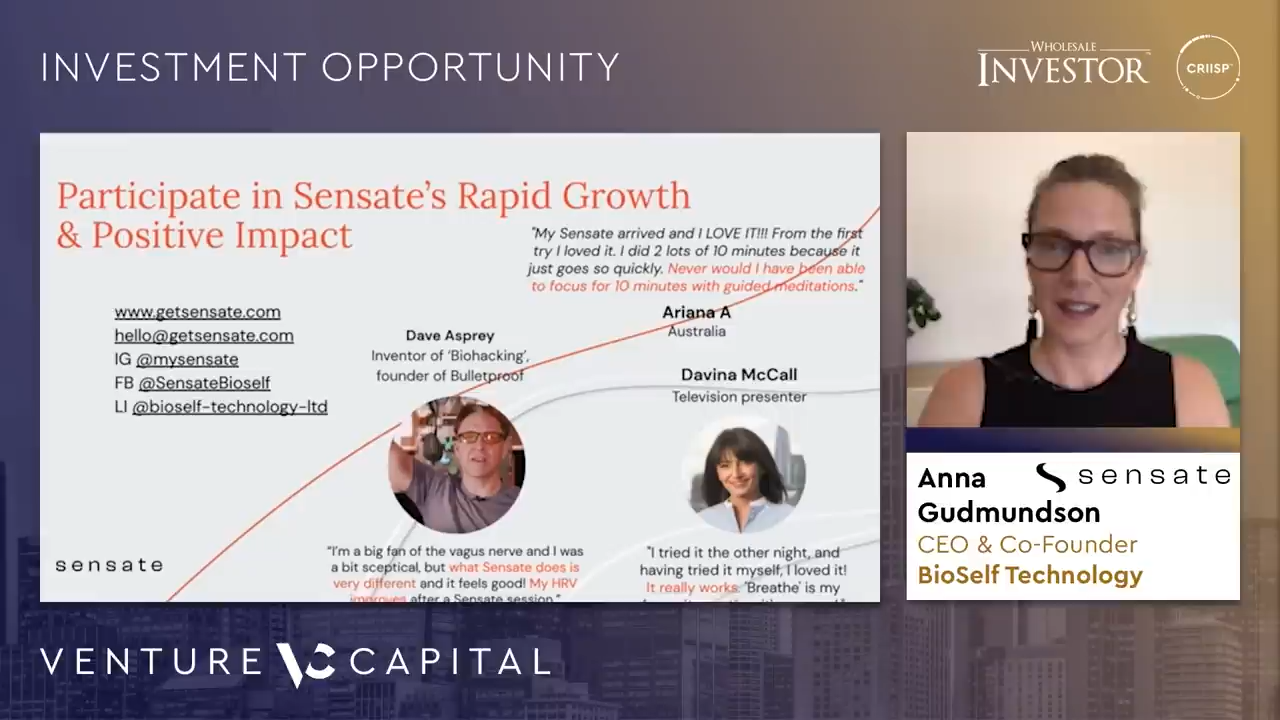 INVESTMENT OPPORTUNITY
WHOLESALE
INVESTOR
CRIISP
Participate in Sensate's Rapid Growth
& Positive Impact
"My Sensate arrived and I LOVE IT!!! From the first
try I loved it. I did 2 lots of 10 minutes because it
just goes so quickly. Never would I have been able
to focus for 10 minutes with guided meditations."
Ariana A
Australia
www.getsensate.com
hello@getsensate.com
IG @mysensate
FB @SensateBioself
LI @bioself-technology-ltd
Dave Asprey
Inventor of 'Biohacking',
founder of Bulletproof
Davina McCall
Television presenter
"I'm a big fan of the vagus nerve and I was
a bit sceptical, but what Sensate does is
very different and it feels good! My HRV
improves after a Sensate session."
"I tried it the other night, and
having tried it myself, I loved it!
It really works. 'Breathe' is my
sensate
Anna
Gudmundson
sensate
CEO & Co-Founder
BioSelf Technology
VENTURE VC CAPITAL